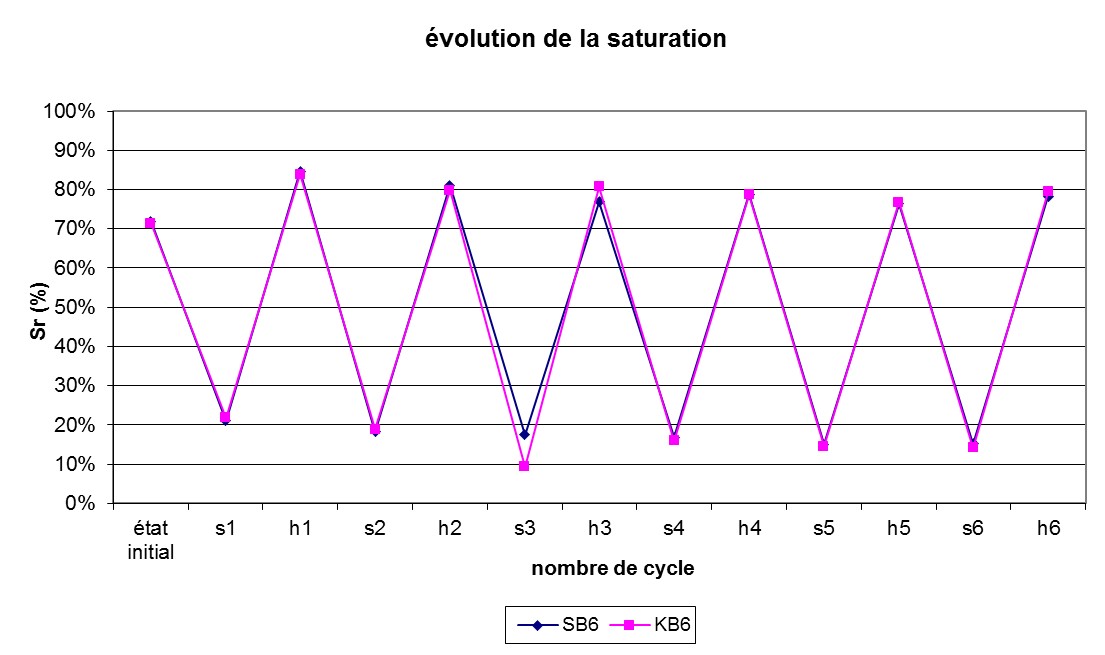 évolution de la saturation
100%
90%
80%
70%
60%
50%
40%
30%
20%
10%
0%
Sr (%)
état initial s1 h1 s2 h2 s3 h3 s4 h4 s5 h5 s6 h6
nombre de cycle
SB6 KB6